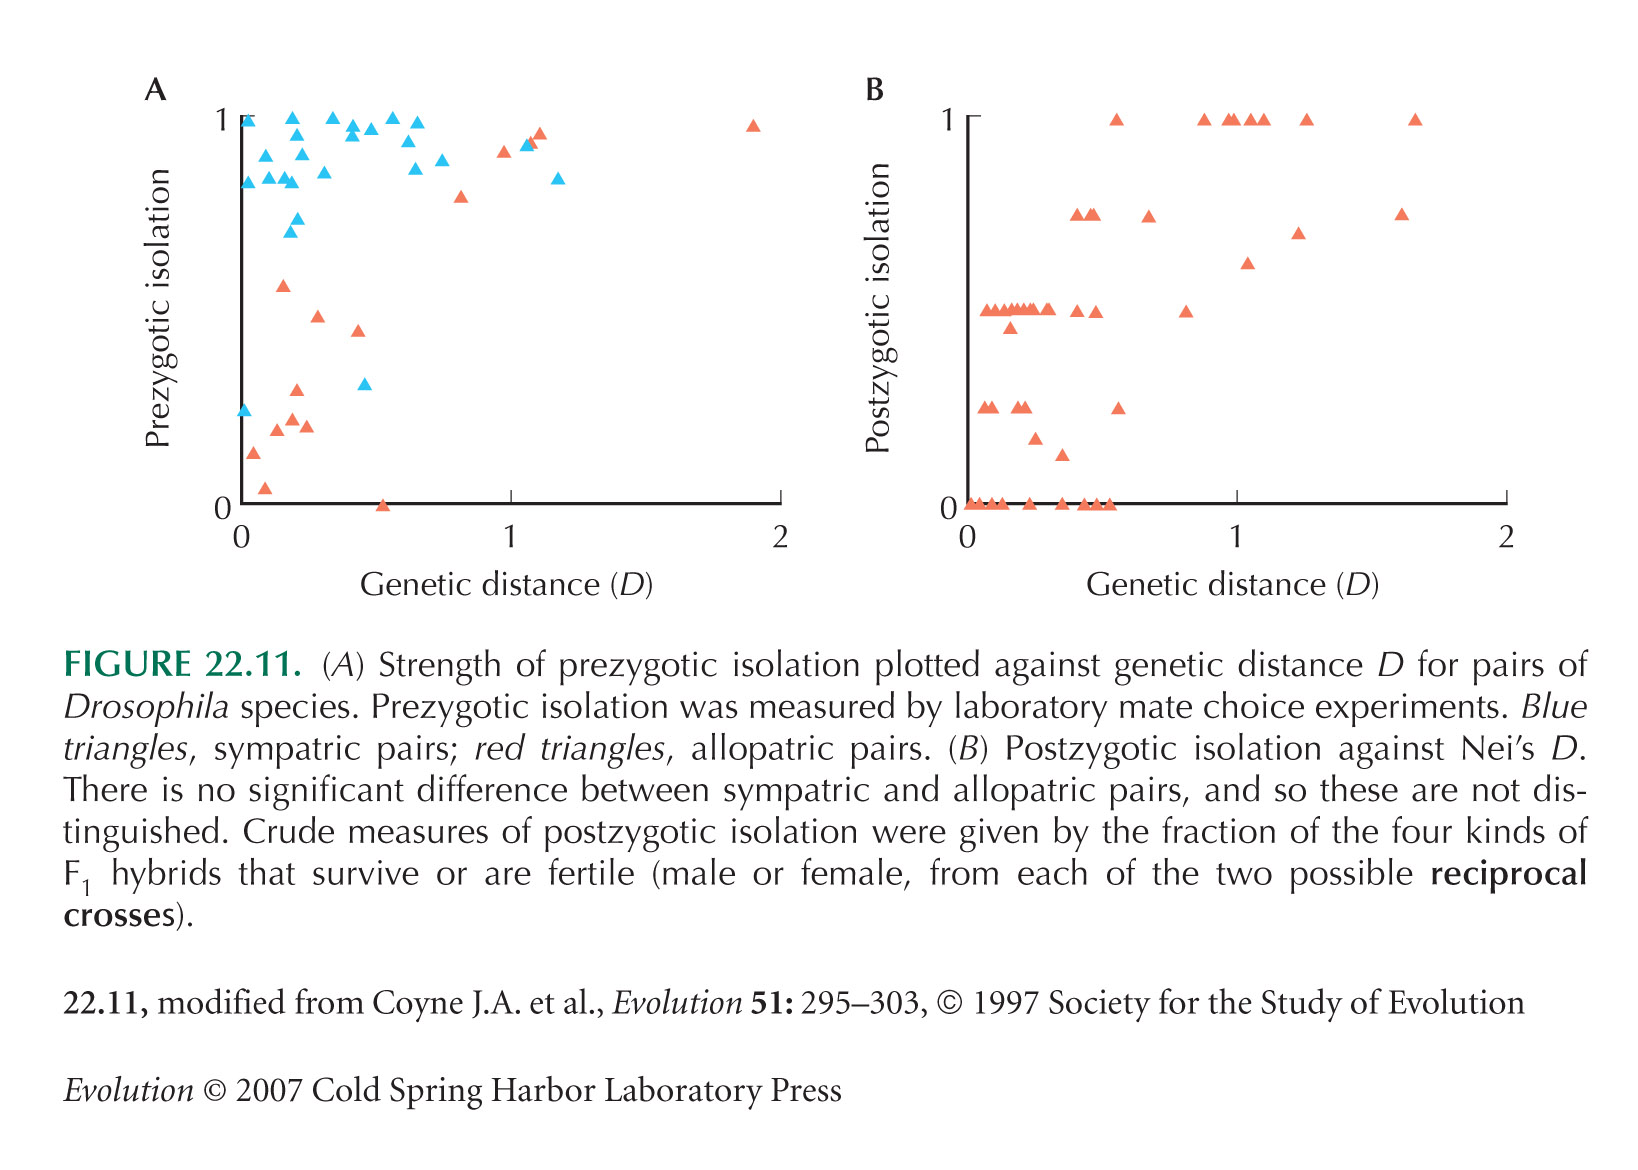 A
B
1
Prezygotic isolation
0
0
1
2
Genetic distance (D)
1
Postzygotic isolation
0
0
1
2
Genetic distance (D)
FIGURE 22.11. (A) Strength of prezygotic isolation plotted against genetic distance D for pairs of
Drosophila species. Prezygotic isolation was measured by laboratory mate choice experiments. Blue
triangles, sympatric pairs; red triangles, allopatric pairs. (B) Postzygotic isolation against Nei’s D.
There is no significant difference between sympatric and allopatric pairs, and so these are not dis-
tinguished. Crude measures of postzygotic isolation were given by the fraction of the four kinds of
F1 hybrids that survive or are fertile (male or female, from each of the two possible reciprocal
crosses).
22.11, modified from Coyne J.A. et al., Evolution 51: 295–303, © 1997 Society for the Study of Evolution
Evolution © 2007 Cold Spring Harbor Laboratory Press